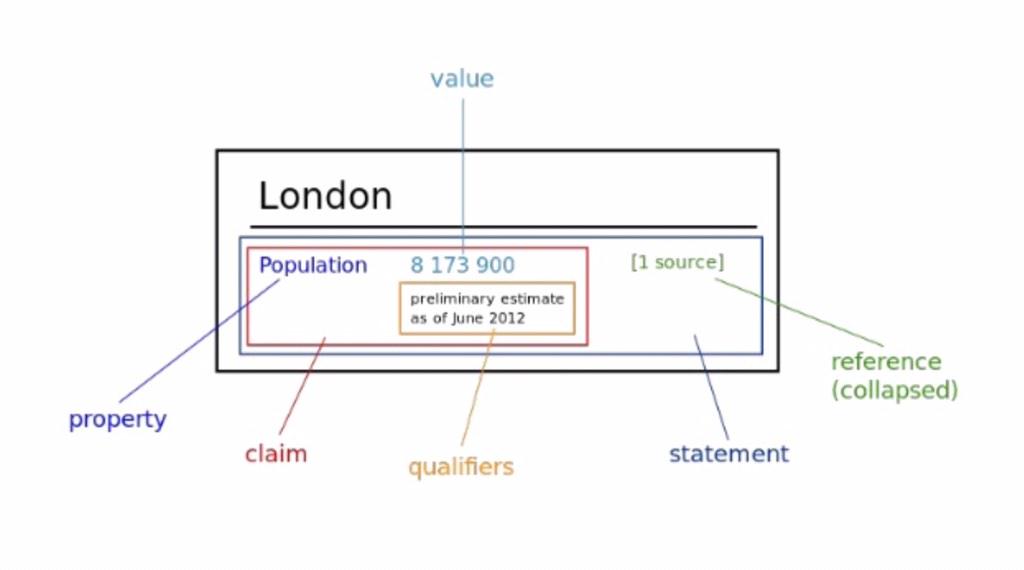 value
London
Population 8 173 900 [1 source]
preliminary estimate
as of June 2012
reference
(collapsed)
property
claim
qualifiers
statement